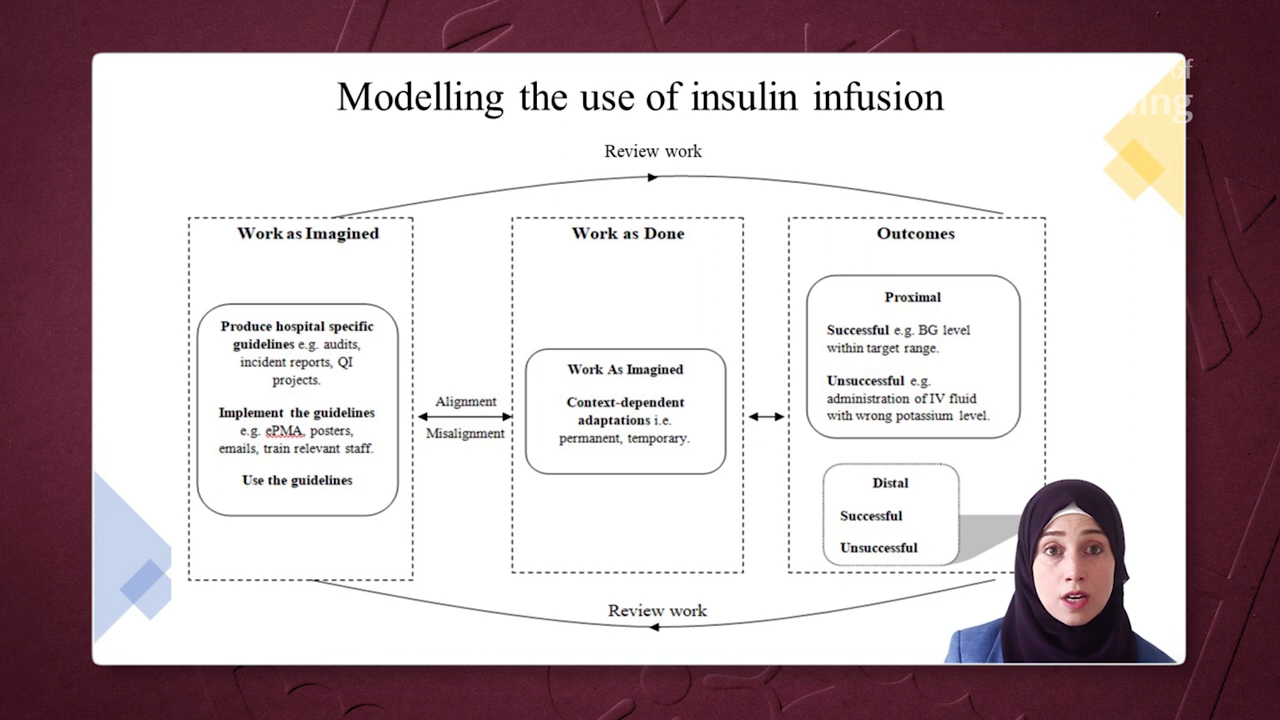 Modelling the use of insulin infusion
Review work
Work as Imagined
Produce hospital specific
guidelines e.g. audits,
incident reports, QI
projects.
Implement the guidelines
e.g. ePMA, posters,
emails, train relevant staff.
Use the guidelines
Alignment
Misalignment
Work as Done
Work As Imagined
Context-dependent
adaptations i.e.
permanent, temporary.
Outcomes
Proximal
Successful e.g. BG level
within target range.
Unsuccessful e.g.
administration of IV fluid
with wrong potassium level.
Distal
Successful
Unsuccessful
Review work